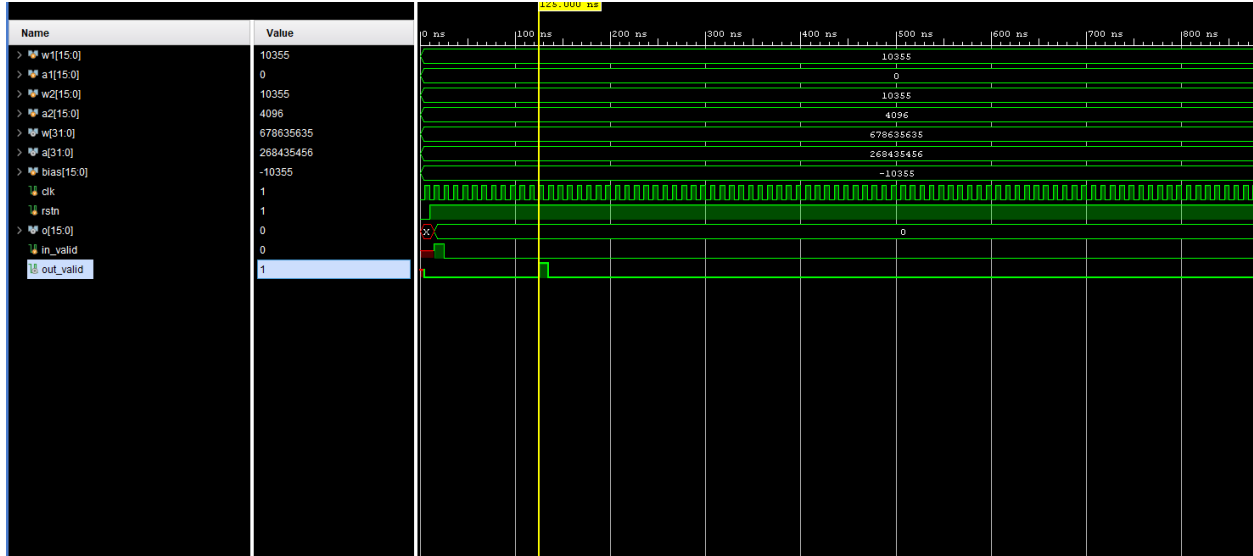 125.000 ns
Name Value 0 ns 100 ns 200 ns 300 ns 400 ns 500 ns 600 ns 700 ns 800 ns
w1[15:0] 10355 10355
a1[15:0] 0 0
w2[15:0] 10355 10355
a2[15:0] 4096 4096
w[31:0] 678635635 678635635
a[31:0] 268435456 268435456
bias[15:0] -10355 -10355
clk 1
rstn 1
o[15:0] 0 X 0
in_valid 0
out_valid 1